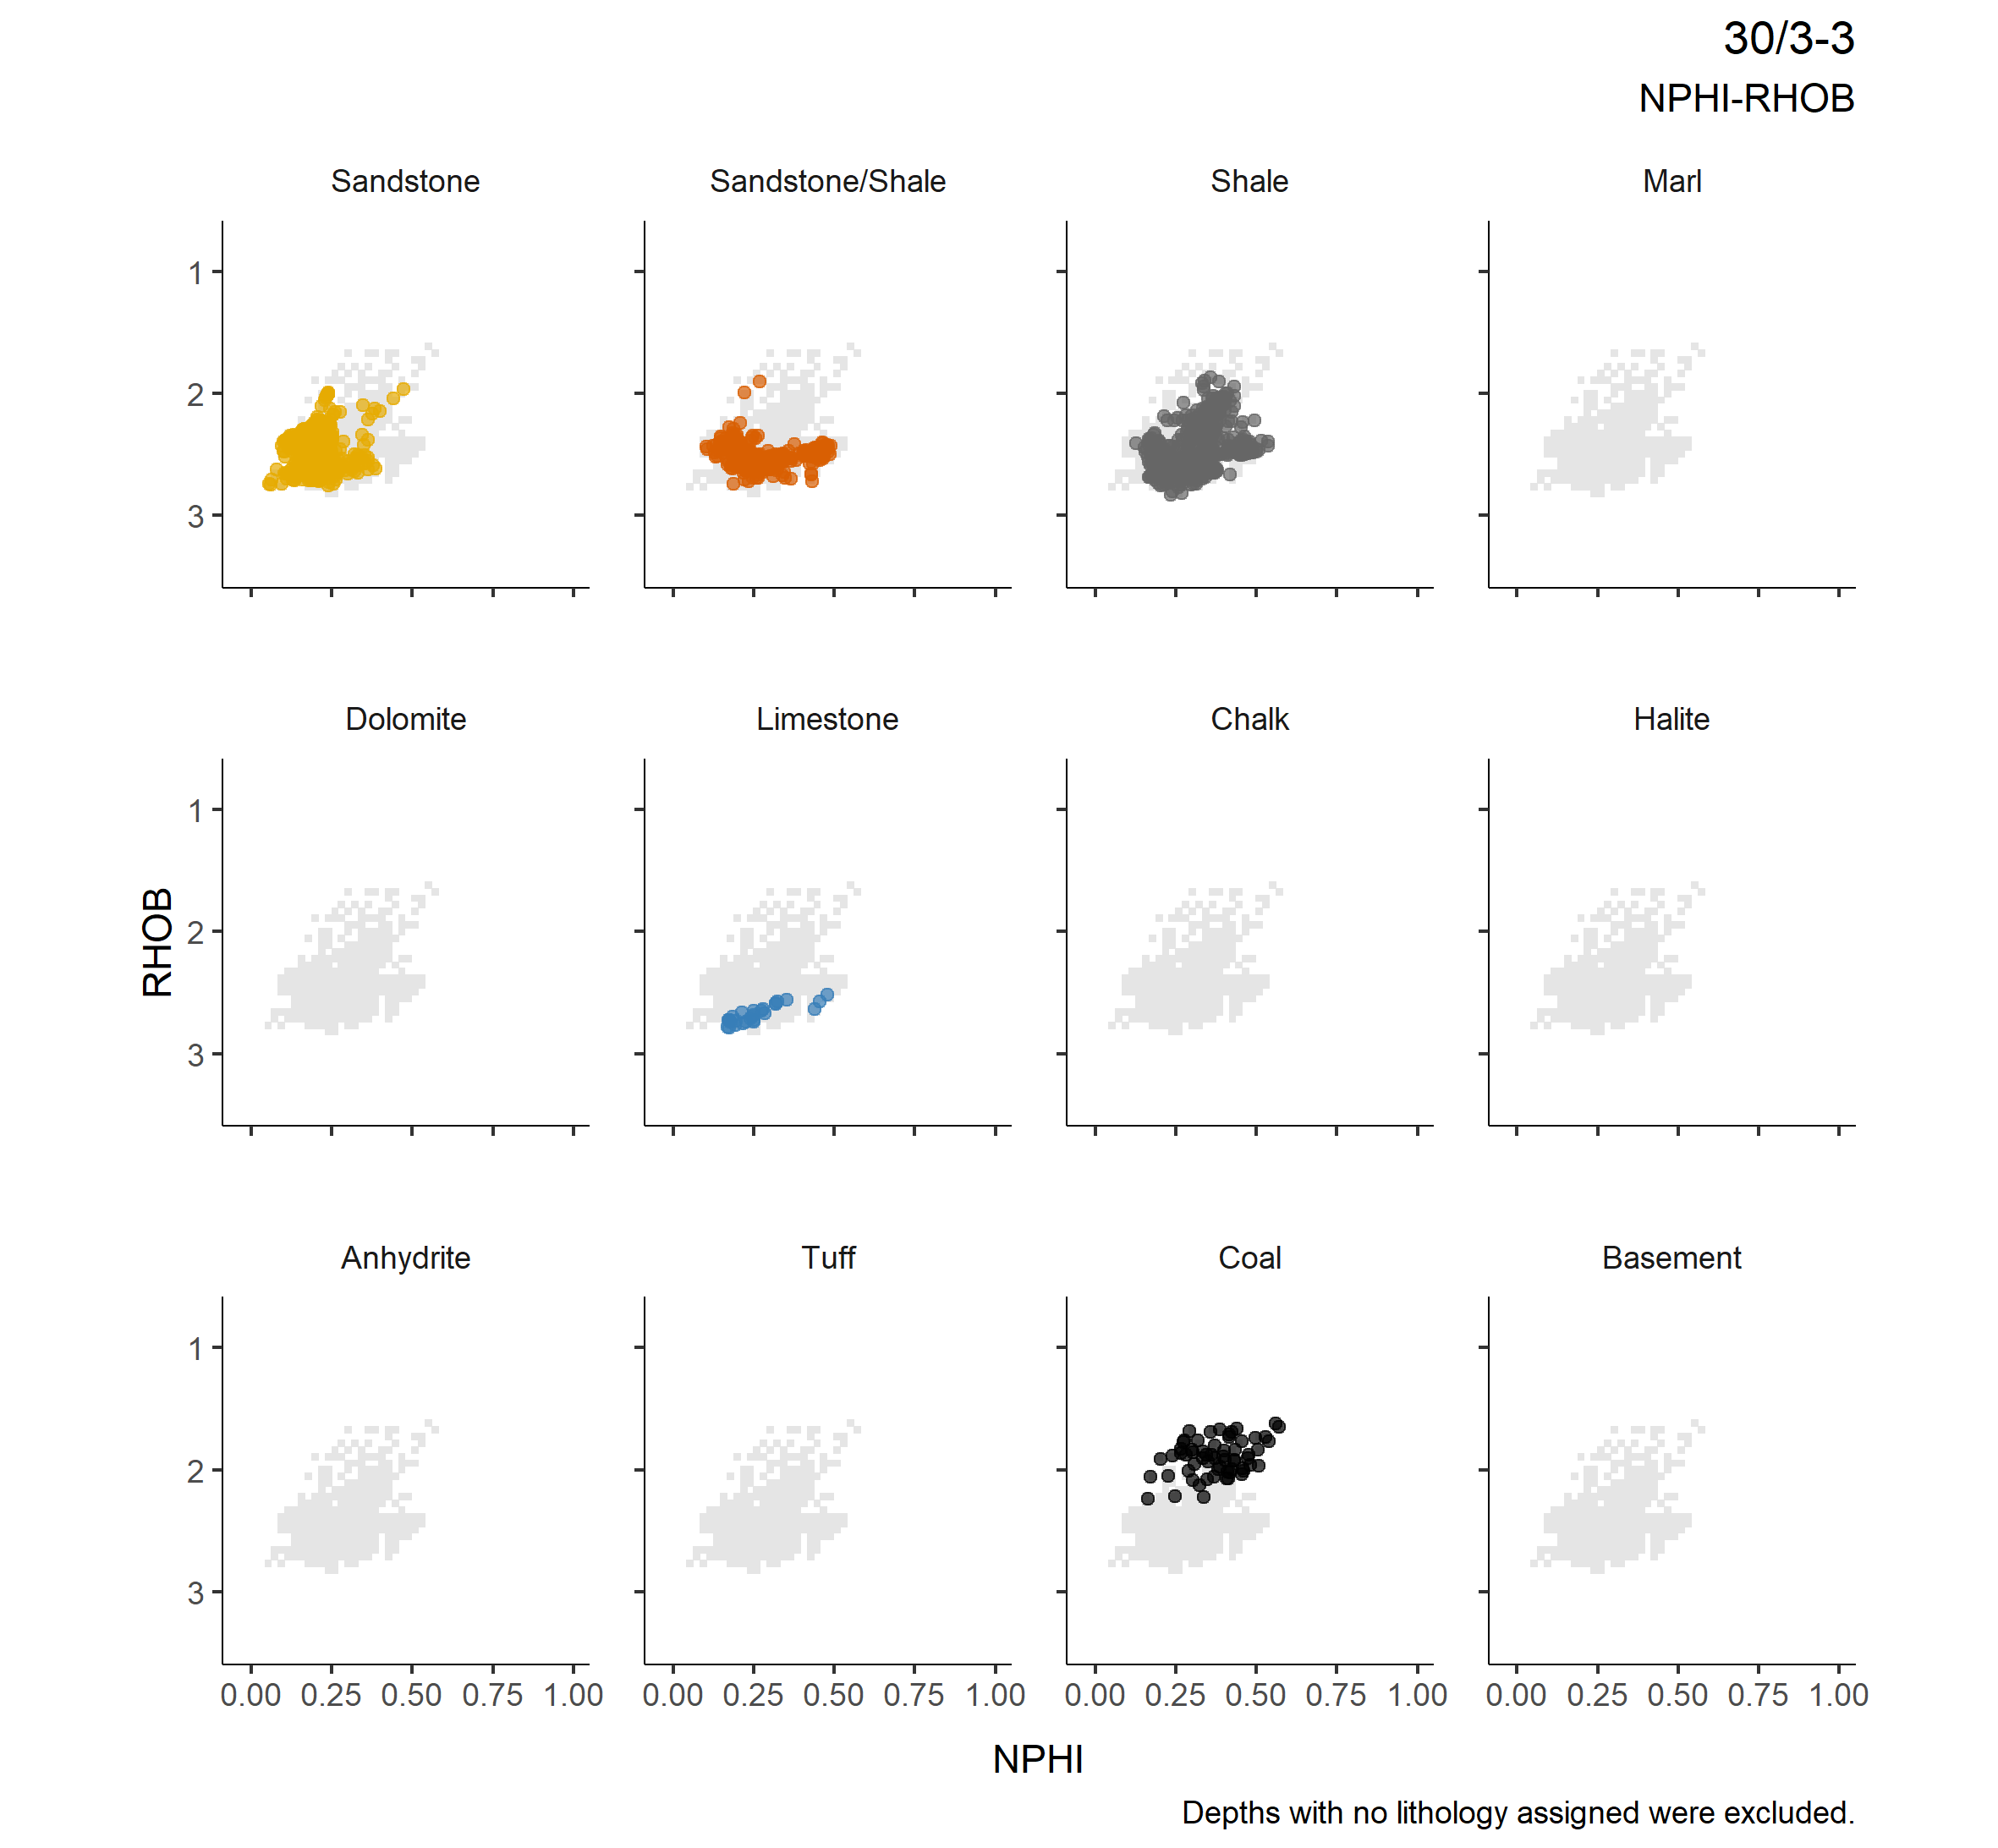 30/3-3
NPHI-RHOB
Sandstone Sandstone/Shale Shale Marl
1
2
3
Dolomite Limestone Chalk Halite
1
2
3
RHOB
Anhydrite Tuff Coal Basement
1
2
3
0.00 0.25 0.50 0.75 1.00 0.00 0.25 0.50 0.75 1.00 0.00 0.25 0.50 0.75 1.00 0.00 0.25 0.50 0.75 1.00
NPHI
Depths with no lithology assigned were excluded.